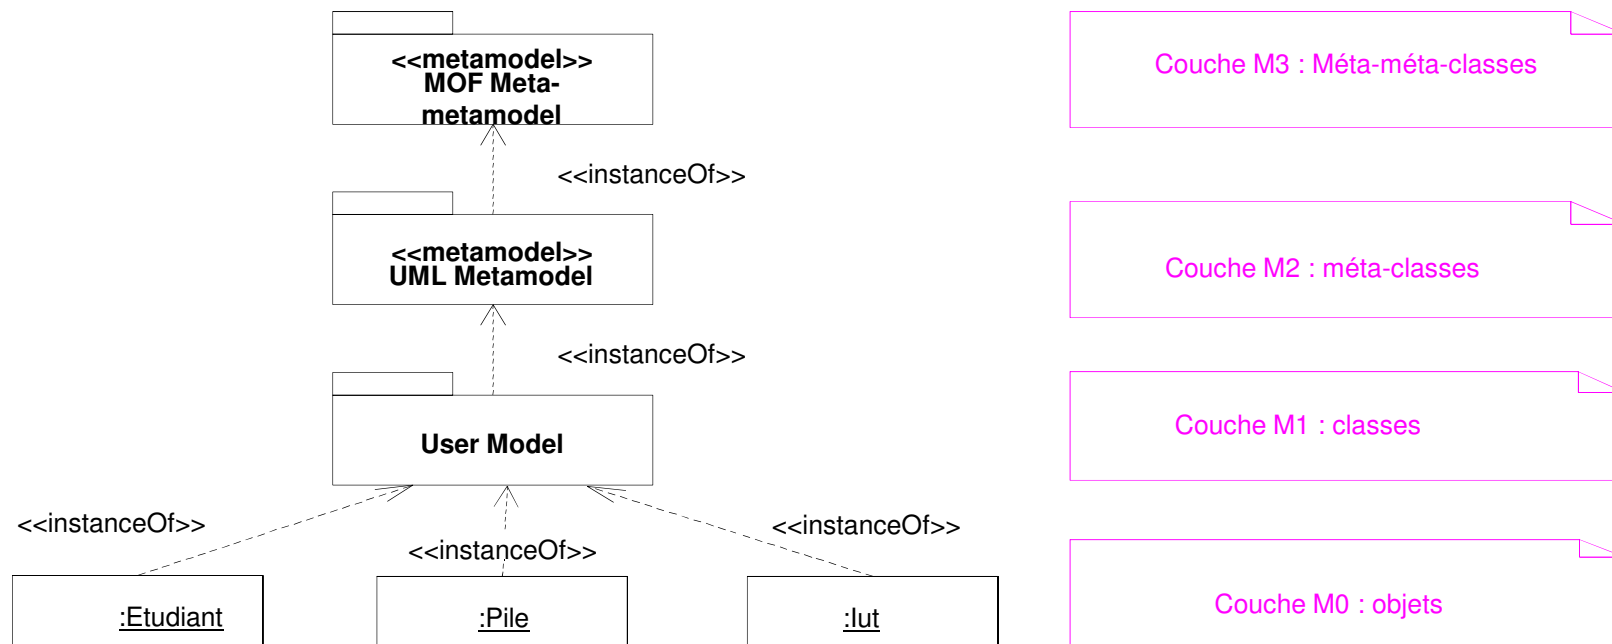 <<metamodel>>
MOF Meta-
metamodel
Couche M3 : Méta-méta-classes
<<instanceOf>>
<<metamodel>>
UML Metamodel
Couche M2 : méta-classes
<<instanceOf>>
User Model
Couche M1 : classes
<<instanceOf>>
<<instanceOf>>
<<instanceOf>>
:Etudiant
:Pile
:Iut
Couche M0 : objets